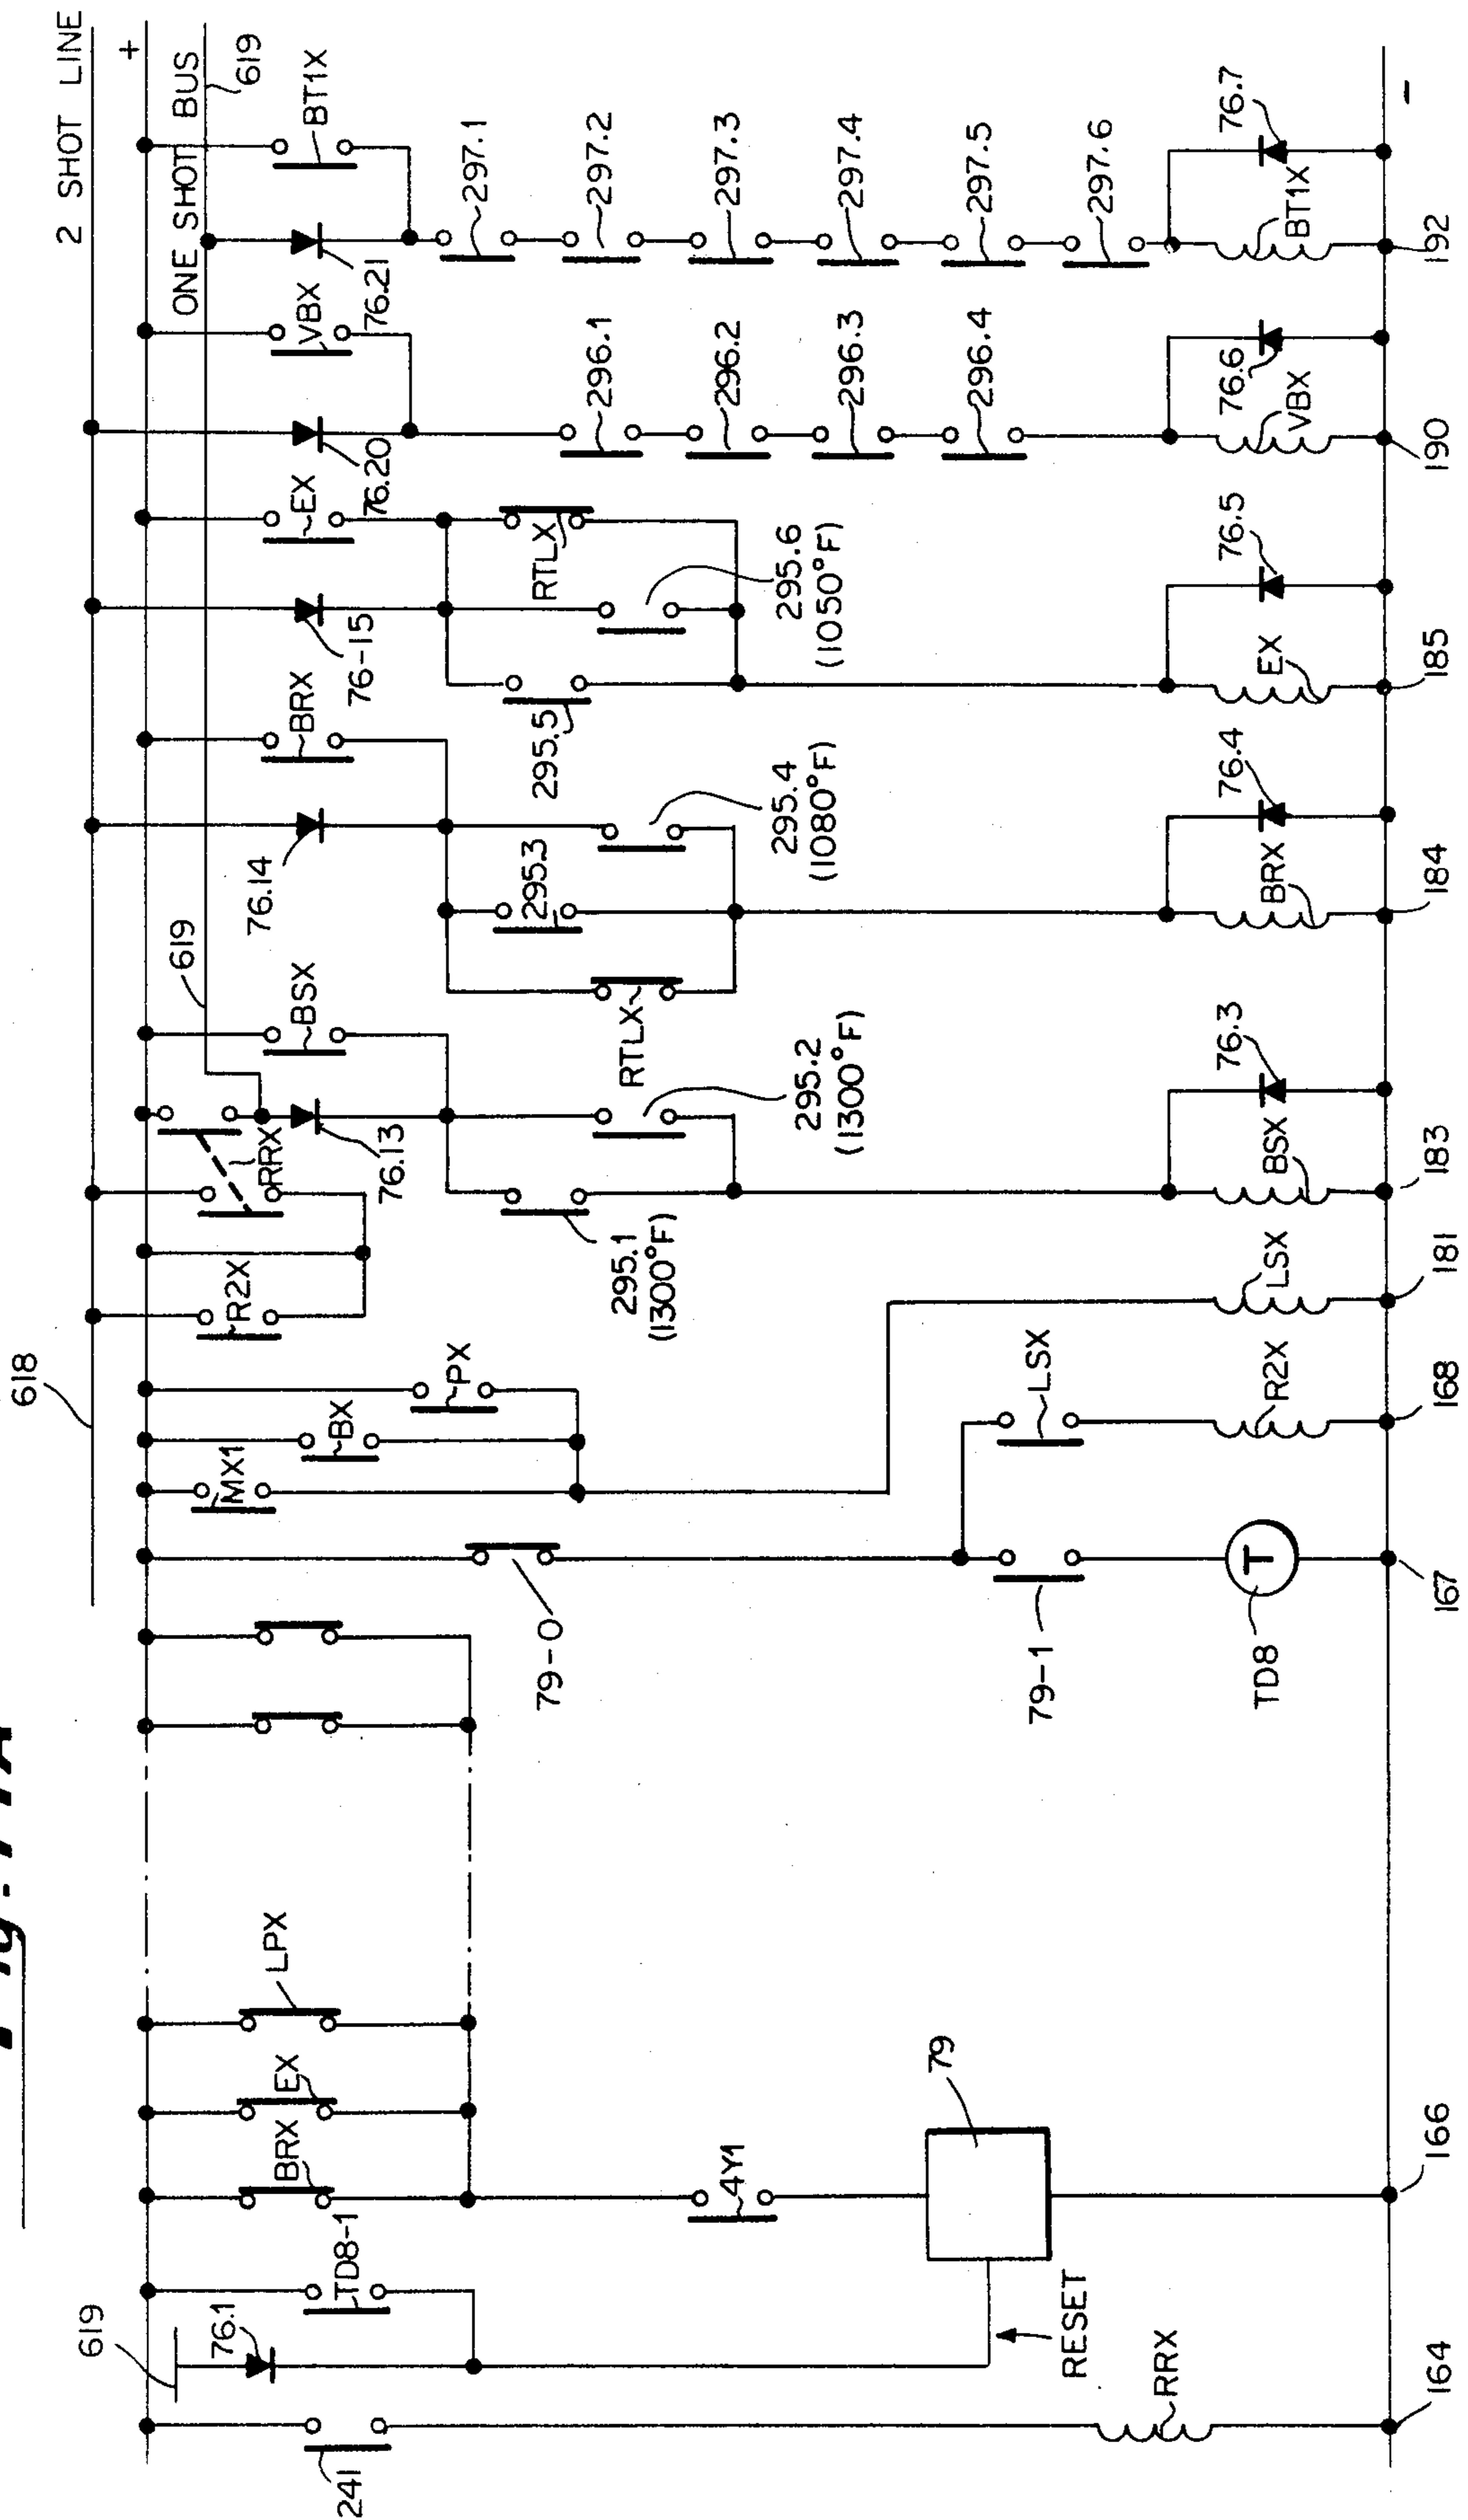 618
2 SHOT LINE
+
ONE SHOT BUS
619
619
619
76.1
241
TD8-1
BRX
EX
LPX
MX1
BX
PX
R2X
RRX
76.13
BSX
76.14
BRX
76-15
EX
76.20
VBX
76.21
BT1X
79-0
295.1
(1300°F)
295.2
(1300°F)
RTLX
295.3
295.4
(1080°F)
295.5
RTLX
295.6
(1050°F)
296.1
296.2
296.3
296.4
297.1
297.2
297.3
297.4
297.5
297.6
4Y1
79
RESET
79-1
LSX
RRX
TD8
T
R2X
LSX
BSX
76.3
BRX
76.4
EX
76.5
VBX
76.6
BT1X
76.7
-
164
166
167
168
181
183
184
185
190
192